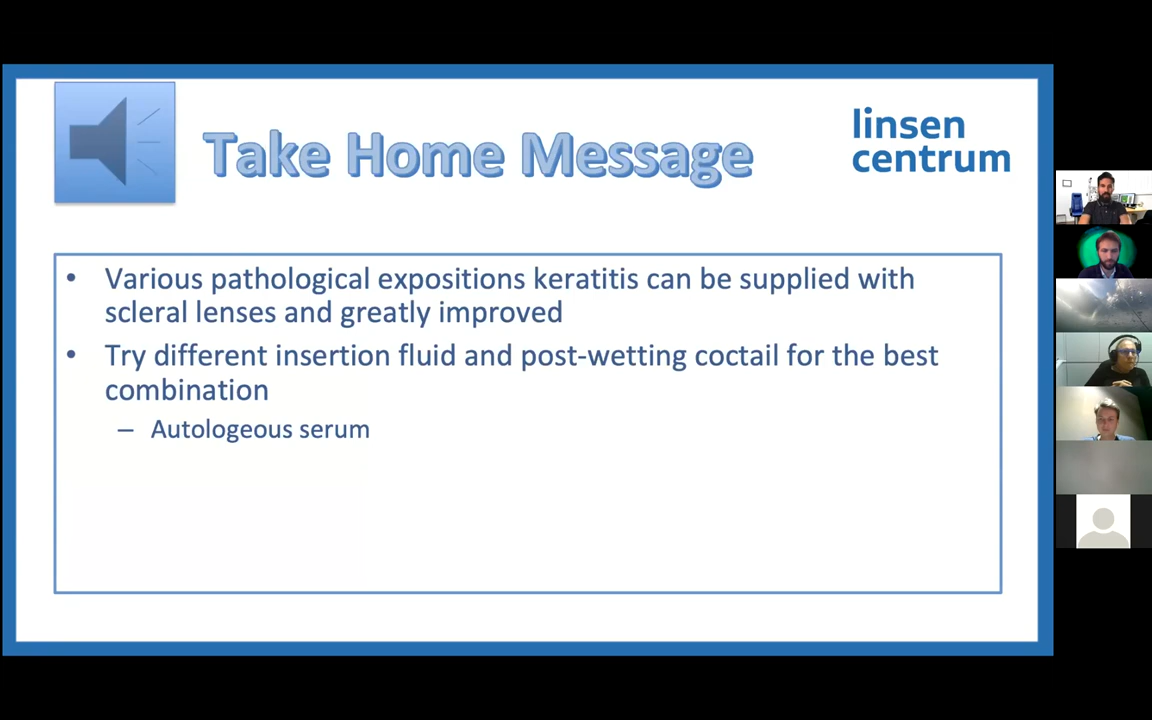 Take Home Message
linsen
centrum
• Various pathological expositions keratitis can be supplied with
scleral lenses and greatly improved
• Try different insertion fluid and post-wetting coctail for the best
combination
– Autologeous serum